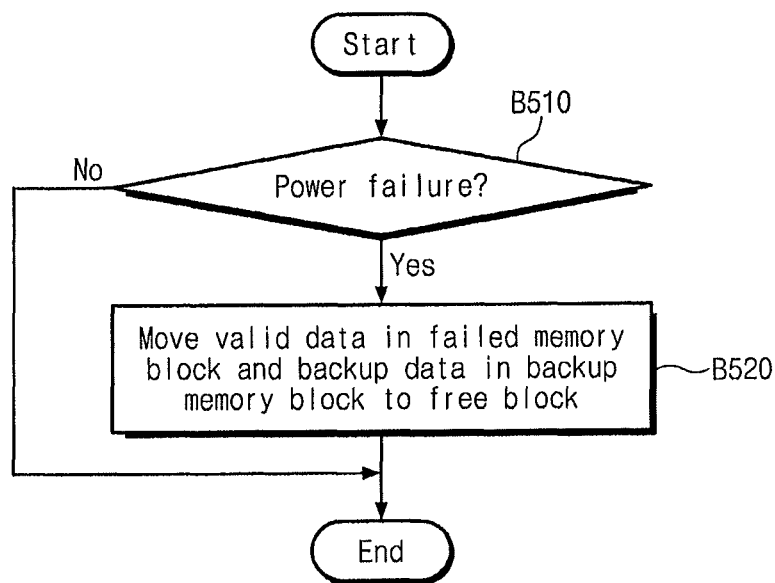 Start
B510
No
Power failure?
Yes
Move valid data in failed memory
block and backup data in backup
memory block to free block
B520
End